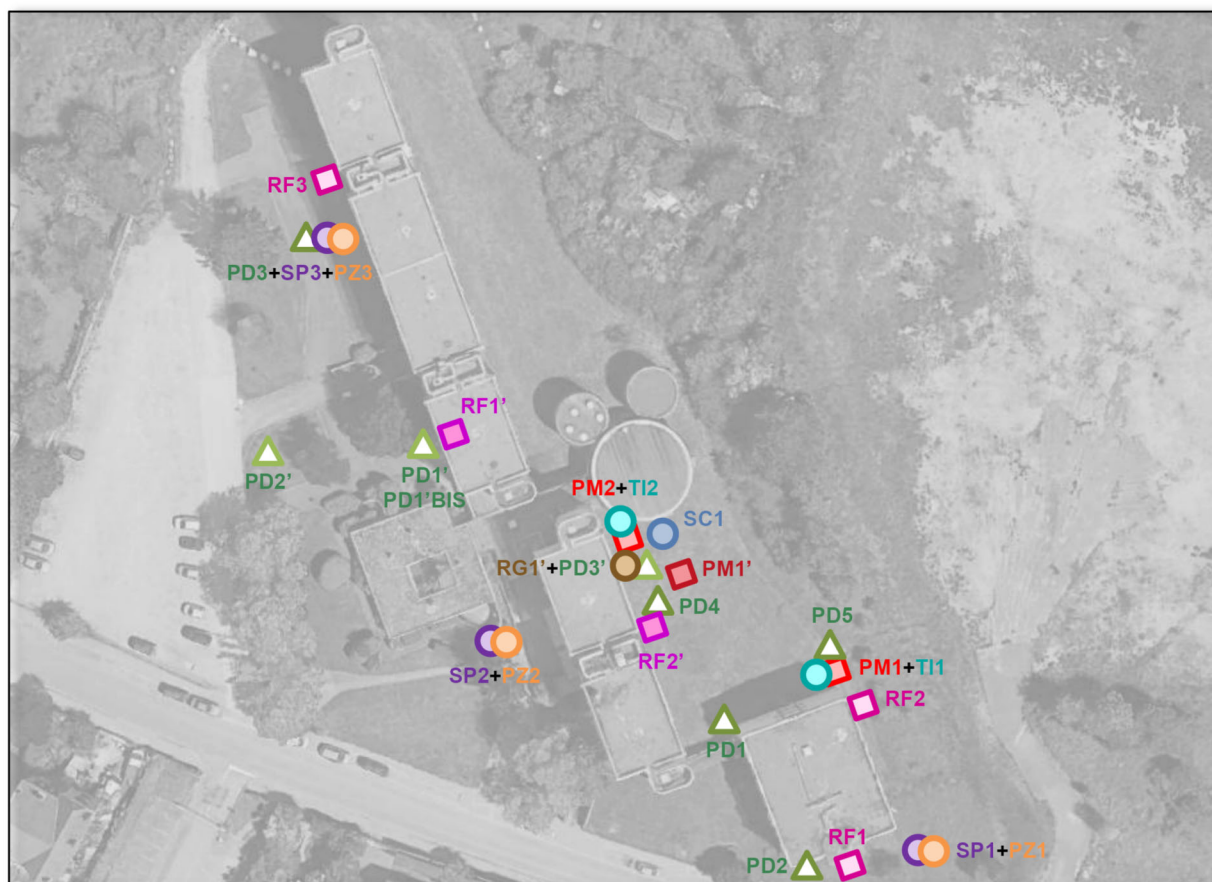 RF3
PD3+SP3+PZ3
RF1’
PD2’
PD1’
PD1’BIS
PM2+TI2
SC1
RG1’+PD3’
PM1’
PD4
PD5
RF2’
SP2+PZ2
PM1+TI1
RF2
PD1
RF1
PD2
SP1+PZ1